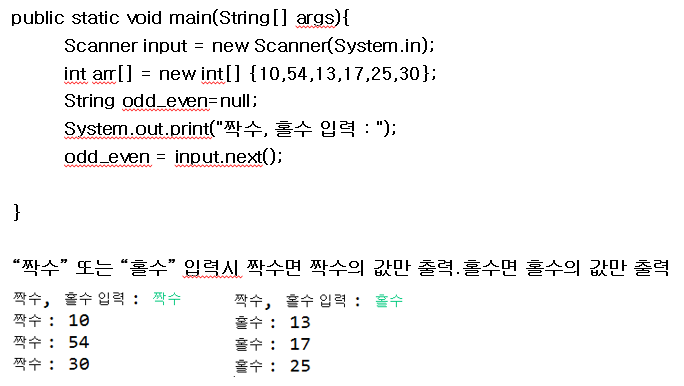 public static void main(String[] args){
Scanner input = new Scanner(System.in);
int arr[] = new int[] {10,54,13,17,25,30};
String odd_even=null;
System.out.print("짝수, 홀수 입력 : ");
odd_even = input.next();
}
“짝수” 또는 “홀수” 입력시 짝수면 짝수의 값만 출력.홀수면 홀수의 값만 출력
짝수, 홀수 입력 : 짝수
짝수 : 10
짝수 : 54
짝수 : 30
짝수, 홀수 입력 : 홀수
홀수 : 13
홀수 : 17
홀수 : 25